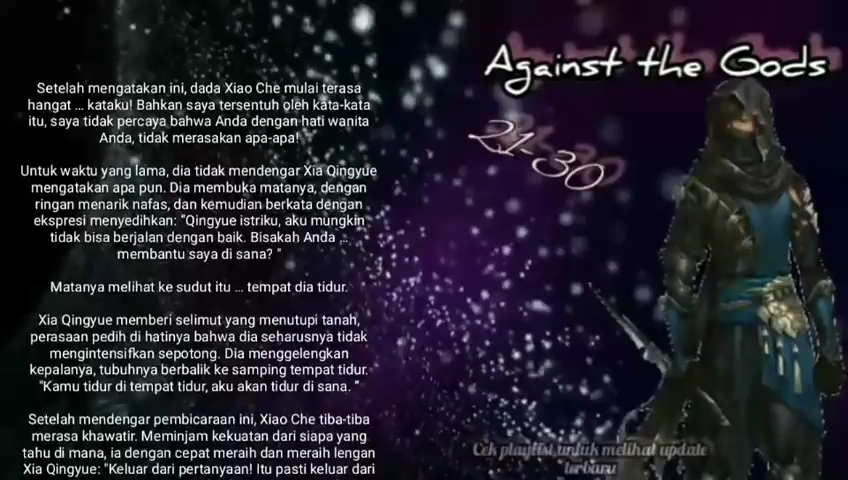 Setelah mengatakan ini, dada Xiao Che mulai terasa
hangat ... kataku! Bahkan saya tersentuh oleh kata-kata
itu, saya tidak percaya bahwa Anda dengan hati wanita
Anda, tidak merasakan apa-apa!
Untuk waktu yang lama, dia tidak mendengar Xia Qingyue
mengatakan apa pun. Dia membuka matanya, dengan
ringan menarik nafas, dan kemudian berkata dengan
ekspresi menyedihkan: "Qingyue istriku, aku mungkin
tidak bisa berjalan dengan baik. Bisakah Anda ...
membantu saya di sana? "
Matanya melihat ke sudut itu ... tempat dia tidur.
Xia Qingyue memberi selimut yang menutupi tanah,
perasaan pedih di hatinya bahwa dia seharusnya tidak
mengintensifkan sepotong. Dia menggelengkan
kepalanya, tubuhnya berbalik ke samping tempat tidur.
"Kamu tidur di tempat tidur, aku akan tidur di sana. "
Setelah mendengar pembicaraan ini, Xiao Che tiba-tiba
merasa khawatir. Meminjam kekuatan dari siapa yang
tahu di mana, ia dengan cepat meraih dan meraih lengan
Xia Qingyue: "Keluar dari pertanyaan! Itu pasti keluar dari
Against the Gods
21-30
Cek playlist untuk melihat update
terbaru